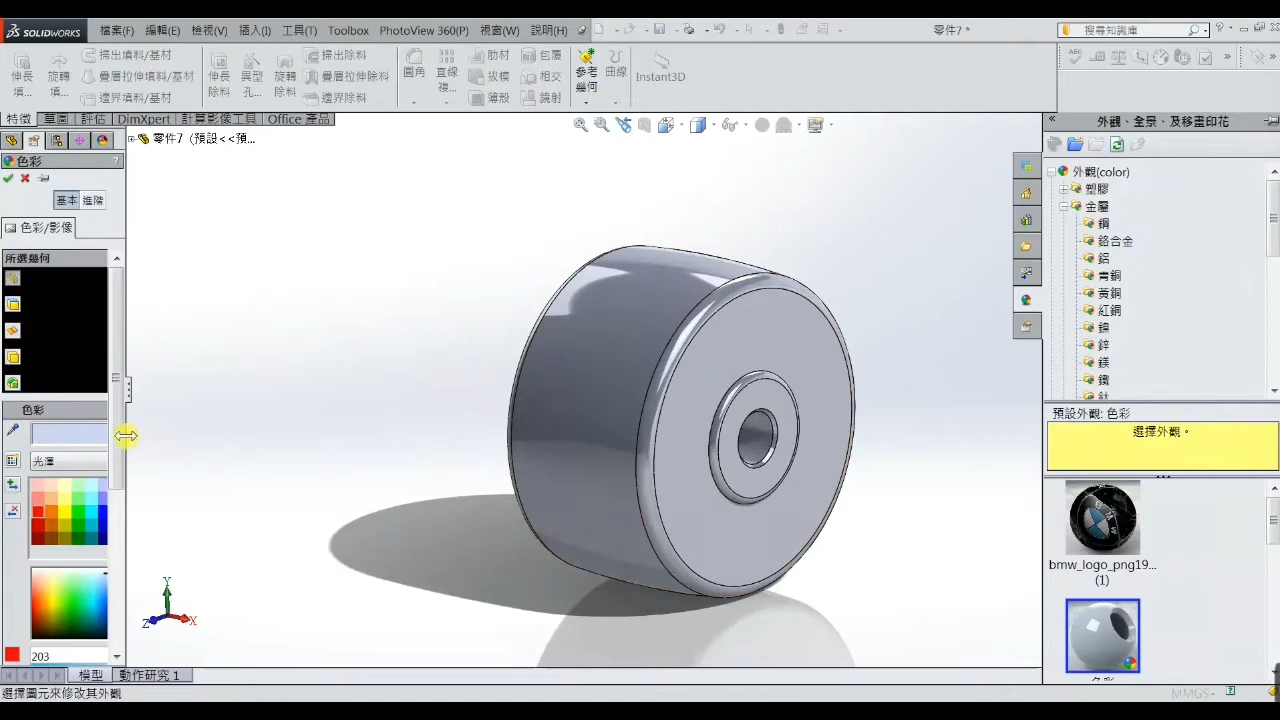 SOLIDWORKS 檔案(F) 編輯(E) 檢視(V) 插入(I) 工具(T) Toolbox PhotoView 360(P) 視窗(W) 說明(H) 零件7 * 搜尋知識庫
伸長填... 旋轉填... 掃出填料/基材 疊層拉伸填料/基材 邊界填料/基材
伸長除料 異型孔... 旋轉除料 掃出除料 疊層拉伸除料 邊界除料
圓角 直線複... 肋材 拔模 薄殼 包覆 相交 鏡射
參考幾何 曲線 Instant3D
特徵 草圖 評估 DimXpert 計算影像工具 Office 產品
零件7 (預設<<預...
色彩 ?
基本 進階
色彩/影像
所選幾何
色彩
光澤
203
Y
Z X
模型 動作研究 1
選擇圖元來修改其外觀
MMGS
外觀、全景、及移畫印花
外觀(color)
塑膠
金屬
鋼
鉻合金
鋁
青銅
黃銅
紅銅
鎳
鋅
鎂
鐵
鈦
預設外觀: 色彩
選擇外觀。
bmw_logo_png19...
(1)
色彩